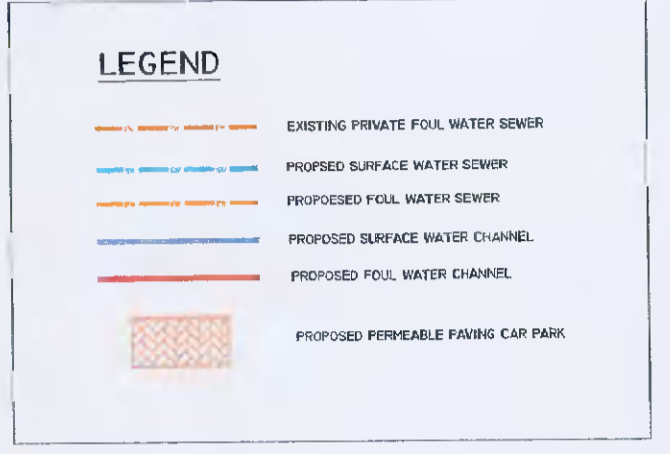 LEGEND
EXISTING PRIVATE FOUL WATER SEWER
PROPSED SURFACE WATER SEWER
PROPOESED FOUL WATER SEWER
PROPOSED SURFACE WATER CHANNEL
PROPOSED FOUL WATER CHANNEL
PROPOSED PERMEABLE PAVING CAR PARK